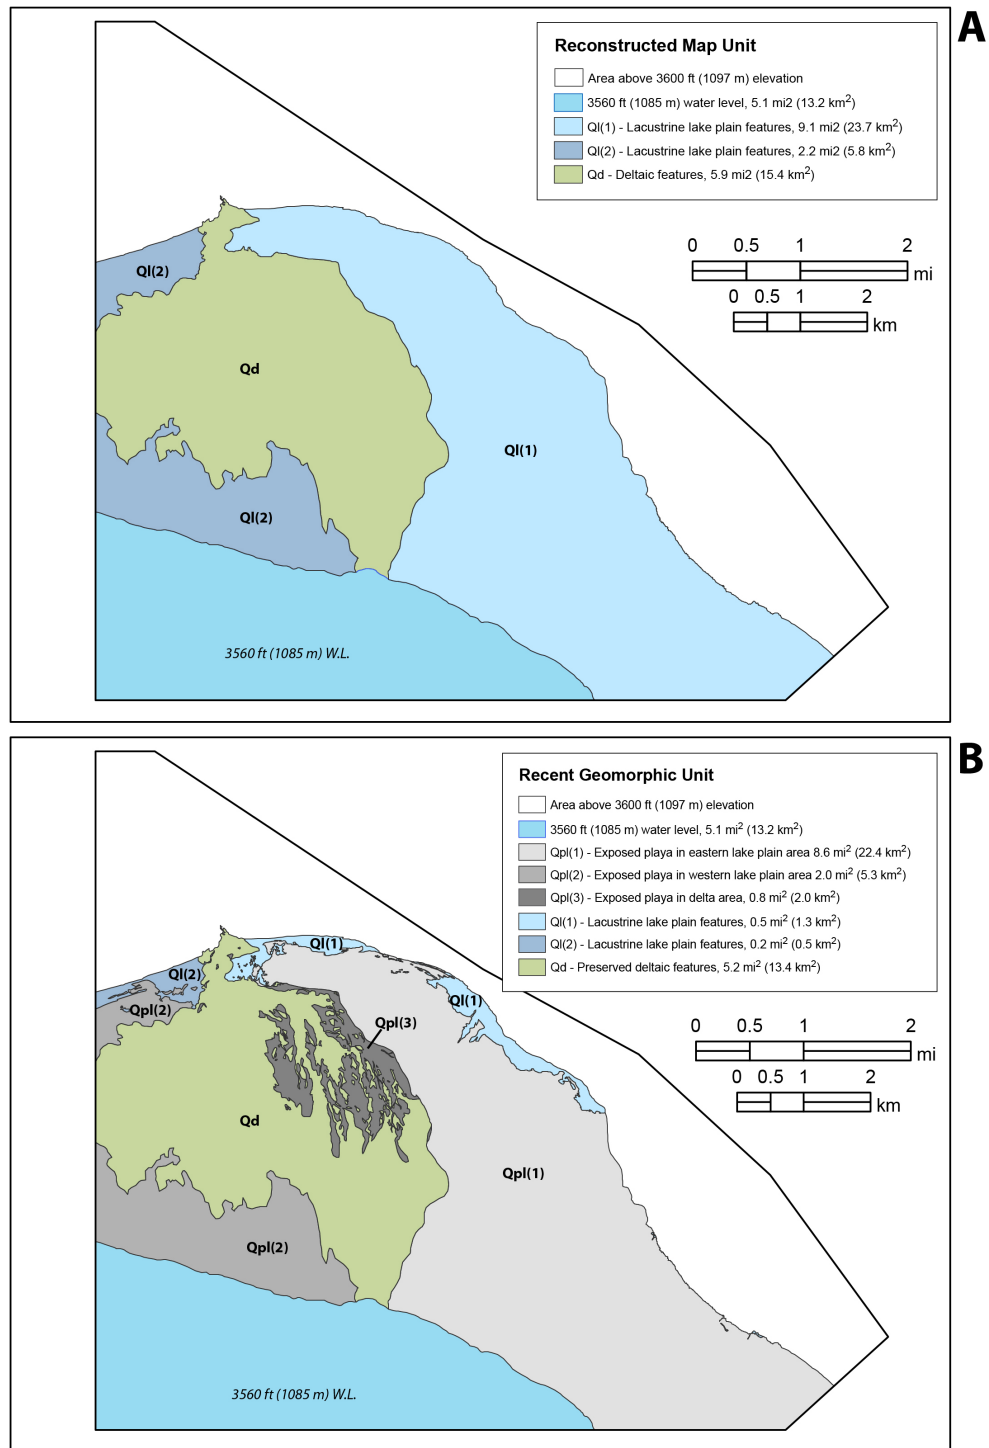 A
Reconstructed Map Unit
Area above 3600 ft (1097 m) elevation
3560 ft (1085 m) water level, 5.1 mi2 (13.2 km²)
Ql(1) - Lacustrine lake plain features, 9.1 mi2 (23.7 km²)
Ql(2) - Lacustrine lake plain features, 2.2 mi2 (5.8 km²)
Qd - Deltaic features, 5.9 mi2 (15.4 km²)
0 0.5 1 2
mi
0 0.5 1 2
km
Ql(2)
Qd
Ql(1)
Ql(2)
3560 ft (1085 m) W.L.
B
Recent Geomorphic Unit
Area above 3600 ft (1097 m) elevation
3560 ft (1085 m) water level, 5.1 mi² (13.2 km²)
Qpl(1) - Exposed playa in eastern lake plain area 8.6 mi² (22.4 km²)
Qpl(2) - Exposed playa in western lake plain area 2.0 mi² (5.3 km²)
Qpl(3) - Exposed playa in delta area, 0.8 mi² (2.0 km²)
Ql(1) - Lacustrine lake plain features, 0.5 mi² (1.3 km²)
Ql(2) - Lacustrine lake plain features, 0.2 mi² (0.5 km²)
Qd - Preserved deltaic features, 5.2 mi² (13.4 km²)
Ql(1)
Ql(2)
Ql(1)
Qpl(2)
Qpl(3)
0 0.5 1 2
mi
0 0.5 1 2
km
Qd
Qpl(1)
Qpl(2)
3560 ft (1085 m) W.L.